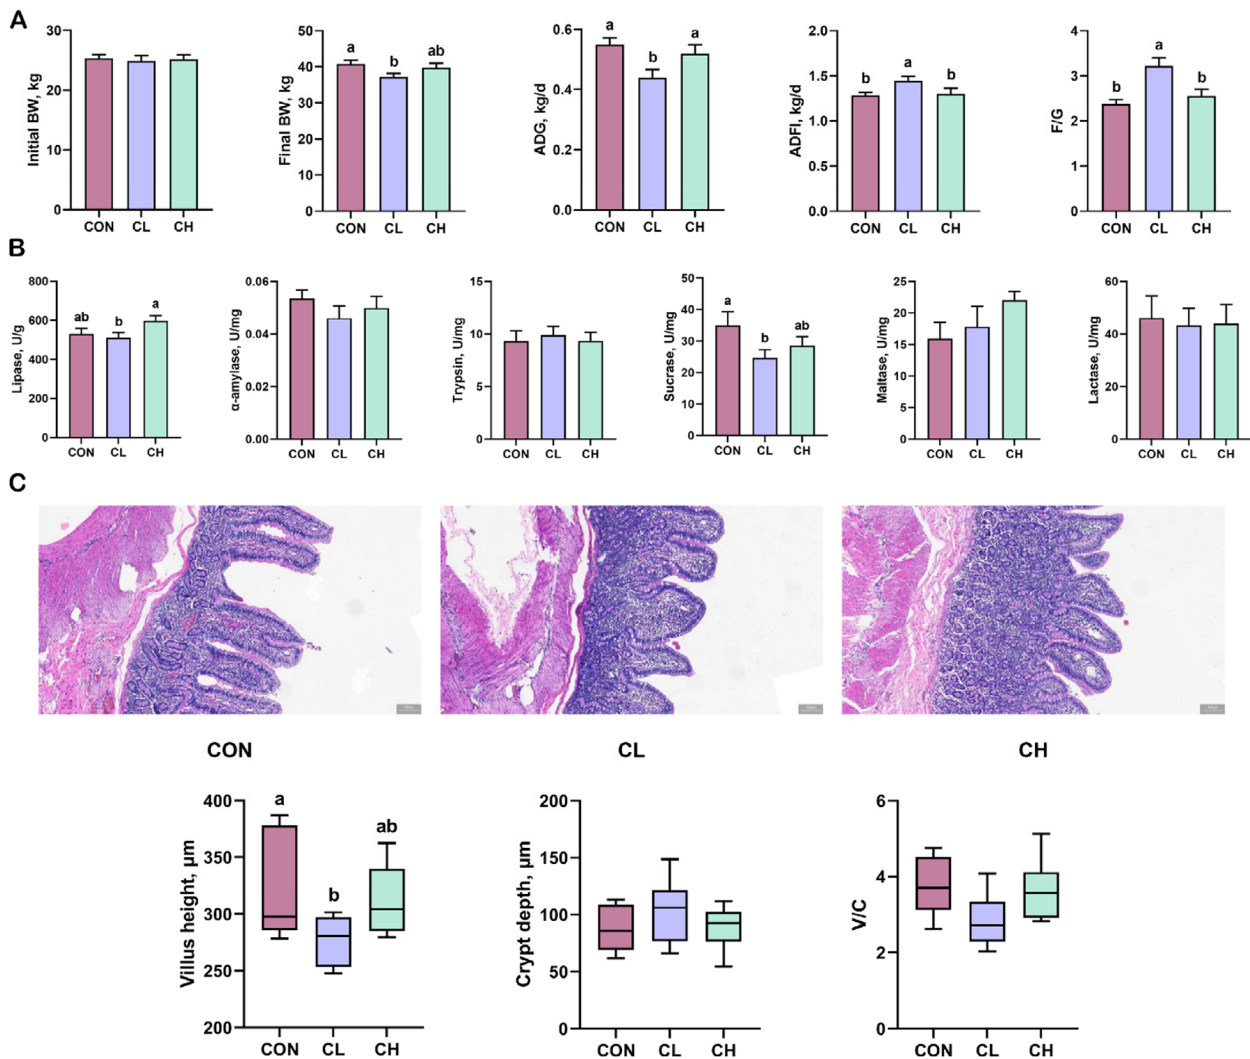 A
Initial BW, kg
30
20
10
0
CON CL CH
Final BW, kg
50
40
30
20
10
0
a b ab
CON CL CH
ADG, kg/d
0.6
0.4
0.2
0.0
a b a
CON CL CH
ADFI, kg/d
2.0
1.5
1.0
0.5
0.0
b a b
CON CL CH
F/G
4
3
2
1
0
b a b
CON CL CH
B
Lipase, U/g
800
600
400
200
0
ab b a
CON CL CH
α-amylase, U/mg
0.06
0.04
0.02
0.00
CON CL CH
Trypsin, U/mg
15
10
5
0
CON CL CH
Sucrase, U/mg
50
40
30
20
10
0
a b ab
CON CL CH
Maltase, U/mg
25
20
15
10
5
0
CON CL CH
Lactase, U/mg
60
40
20
0
CON CL CH
C
CON CL CH
Villus height, μm
400
350
300
250
200
a b ab
CON CL CH
Crypt depth, μm
200
150
100
50
0
CON CL CH
V/C
6
4
2
0
CON CL CH